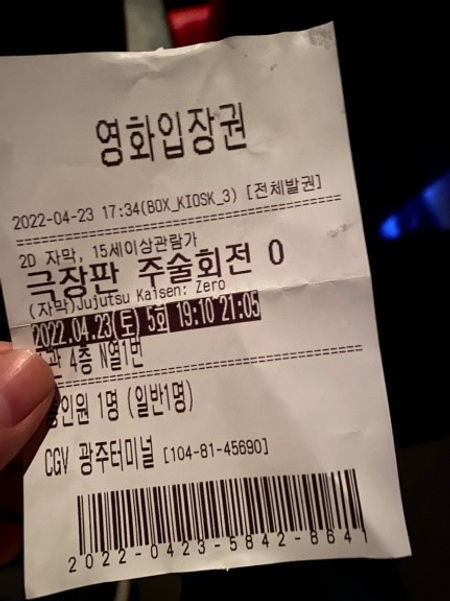 영화입장권
2022-04-23 17:34(BOX_KIOSK_3) [전체발권]
2D 자막, 15세이상관람가
극장판 주술회전 0
(자막)Jujutsu Kaisen: Zero
2022.04.23(토) 5회 19:10 21:05
관 4층 N열1번
인원 1명 (일반1명)
CGV 광주터미널 [104-81-45690]
2022-0423-5842-8641